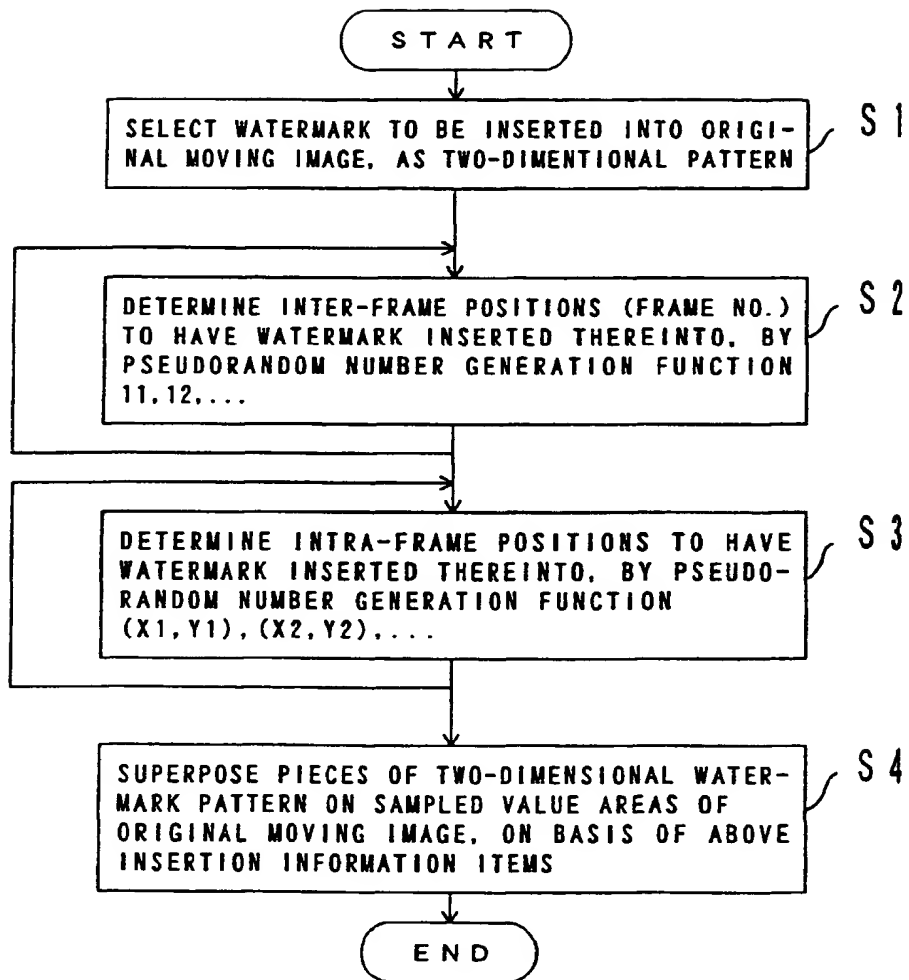 START
SELECT WATERMARK TO BE INSERTED INTO ORIGI-
NAL MOVING IMAGE, AS TWO-DIMENTIONAL PATTERN
S1
DETERMINE INTER-FRAME POSITIONS (FRAME NO.)
TO HAVE WATERMARK INSERTED THEREINTO, BY
PSEUDORANDOM NUMBER GENERATION FUNCTION
11,12,...
S2
DETERMINE INTRA-FRAME POSITIONS TO HAVE
WATERMARK INSERTED THEREINTO, BY PSEUDO-
RANDOM NUMBER GENERATION FUNCTION
(X1,Y1),(X2,Y2),...
S3
SUPERPOSE PIECES OF TWO-DIMENSIONAL WATER-
MARK PATTERN ON SAMPLED VALUE AREAS OF
ORIGINAL MOVING IMAGE, ON BASIS OF ABOVE
INSERTION INFORMATION ITEMS
S4
END